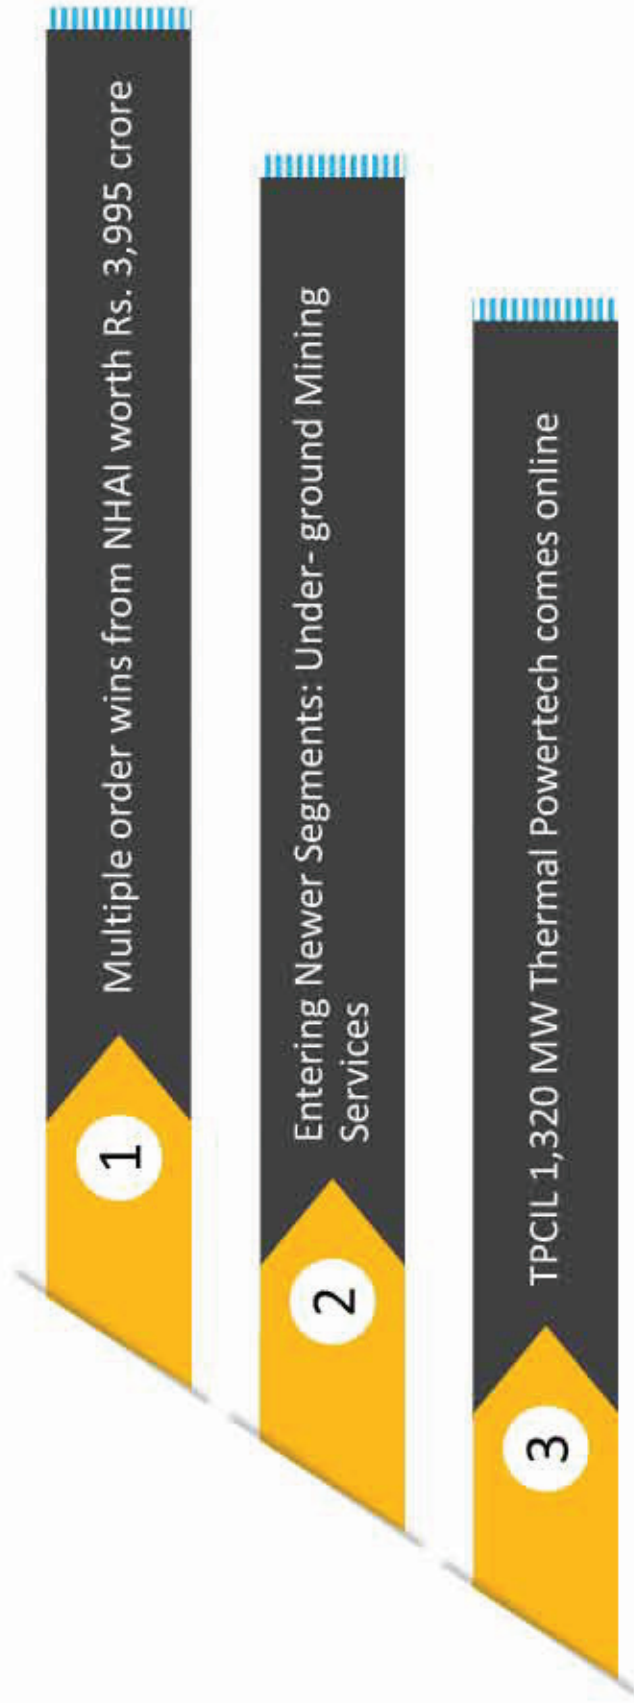 1
Multiple order wins from NHAI worth Rs. 3,995 crore
2
Entering Newer Segments: Under- ground Mining
Services
3
TPCIL 1,320 MW Thermal Powertech comes online